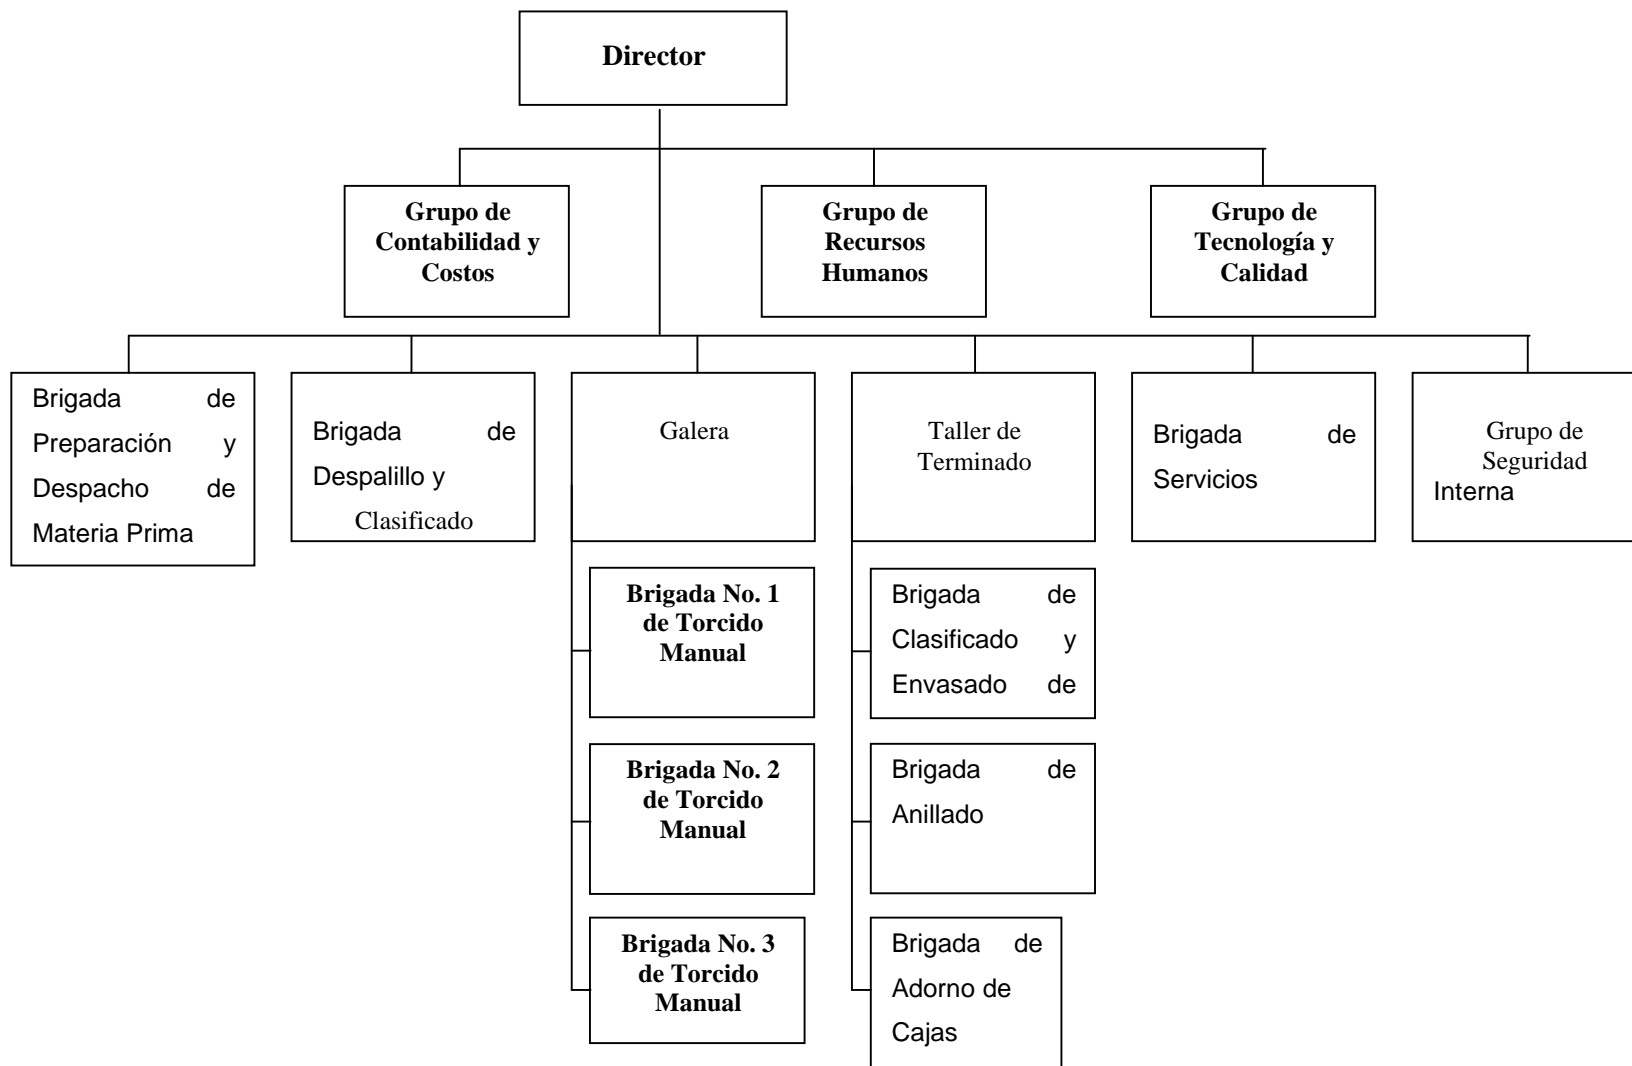 Director
Grupo de
Contabilidad y
Costos
Grupo de
Recursos
Humanos
Grupo de
Tecnología y
Calidad
Brigada de
Preparación y
Despacho de
Materia Prima
Brigada de
Despalillo y
Clasificado
Galera
Taller de
Terminado
Brigada de
Servicios
Grupo de
Seguridad
Interna
Brigada No. 1
de Torcido
Manual
Brigada de
Clasificado y
Envasado de
Brigada No. 2
de Torcido
Manual
Brigada de
Anillado
Brigada No. 3
de Torcido
Manual
Brigada de
Adorno de
Cajas